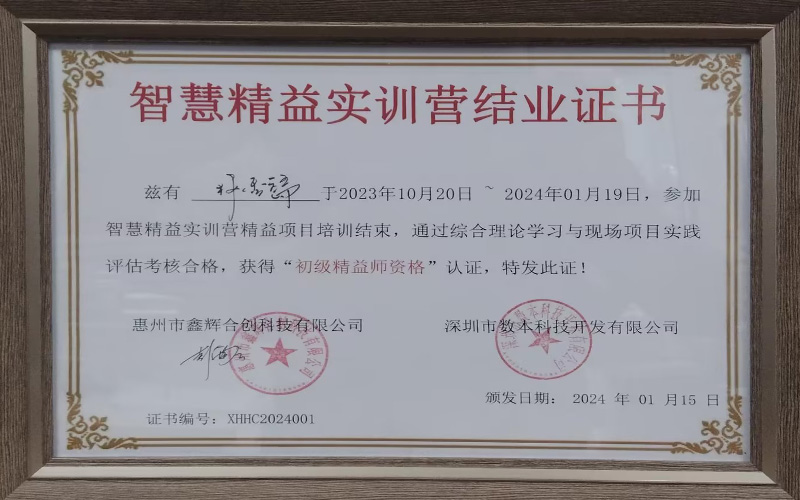 智慧精益实训营结业证书
兹有 于2023年10月20日 ~ 2024年01月19日，参加
智慧精益实训营精益项目培训结束，通过综合理论学习与现场项目实践
评估考核合格，获得“初级精益师资格”认证，特发此证！
惠州市鑫辉合创科技有限公司
深圳市数本科技开发有限公司
颁发日期： 2024 年 01 月 15 日
证书编号：XHHC2024001